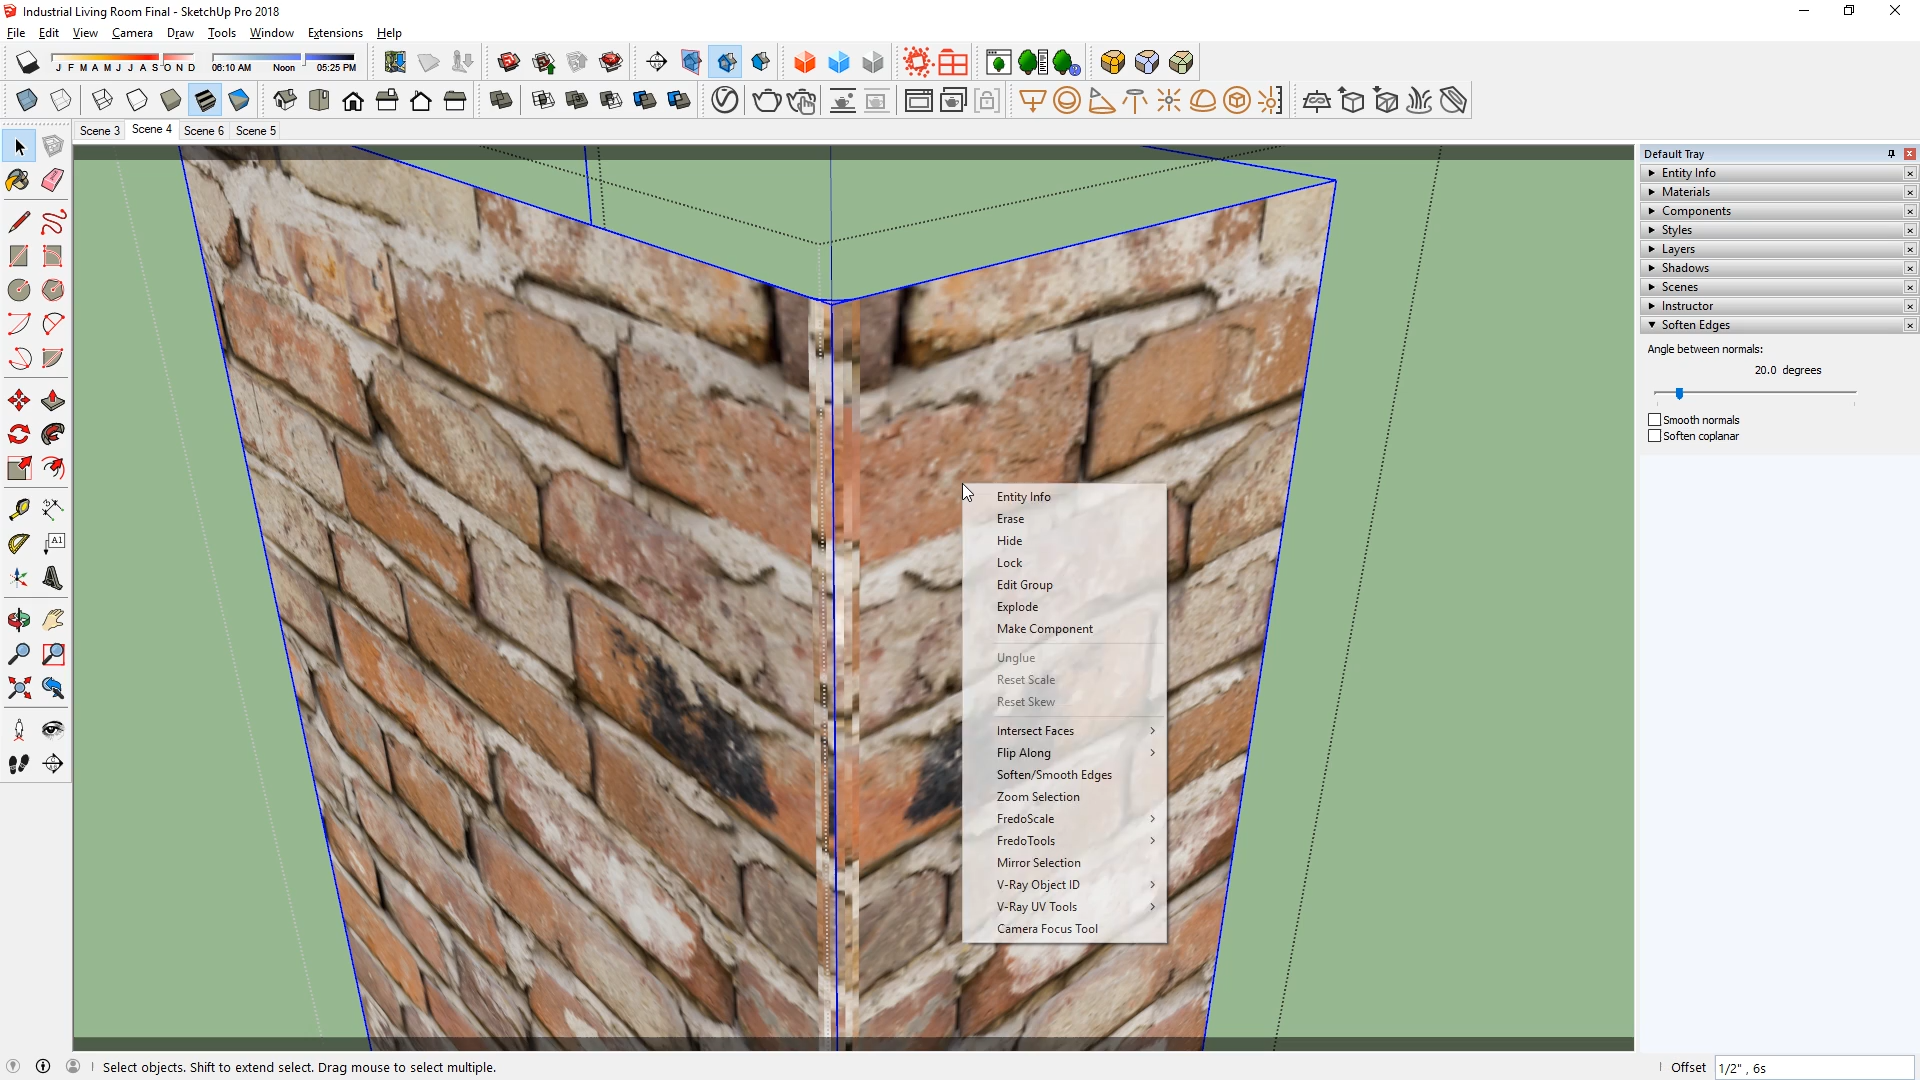 Industrial Living Room Final - SketchUp Pro 2018
File Edit View Camera Draw Tools Window Extensions Help
J F M A M J J A S O N D
06:10 AM Noon 05:25 PM
Scene 3 Scene 4 Scene 6 Scene 5
Default Tray
Entity Info
Materials
Components
Styles
Layers
Shadows
Scenes
Instructor
Soften Edges
Angle between normals:
20.0 degrees
Smooth normals
Soften coplanar
A1
Entity Info
Erase
Hide
Lock
Edit Group
Explode
Make Component
Unglue
Reset Scale
Reset Skew
Intersect Faces
Flip Along
Soften/Smooth Edges
Zoom Selection
FredoScale
FredoTools
Mirror Selection
V-Ray Object ID
V-Ray UV Tools
Camera Focus Tool
Select objects. Shift to extend select. Drag mouse to select multiple.
Offset 1/2" , 6s